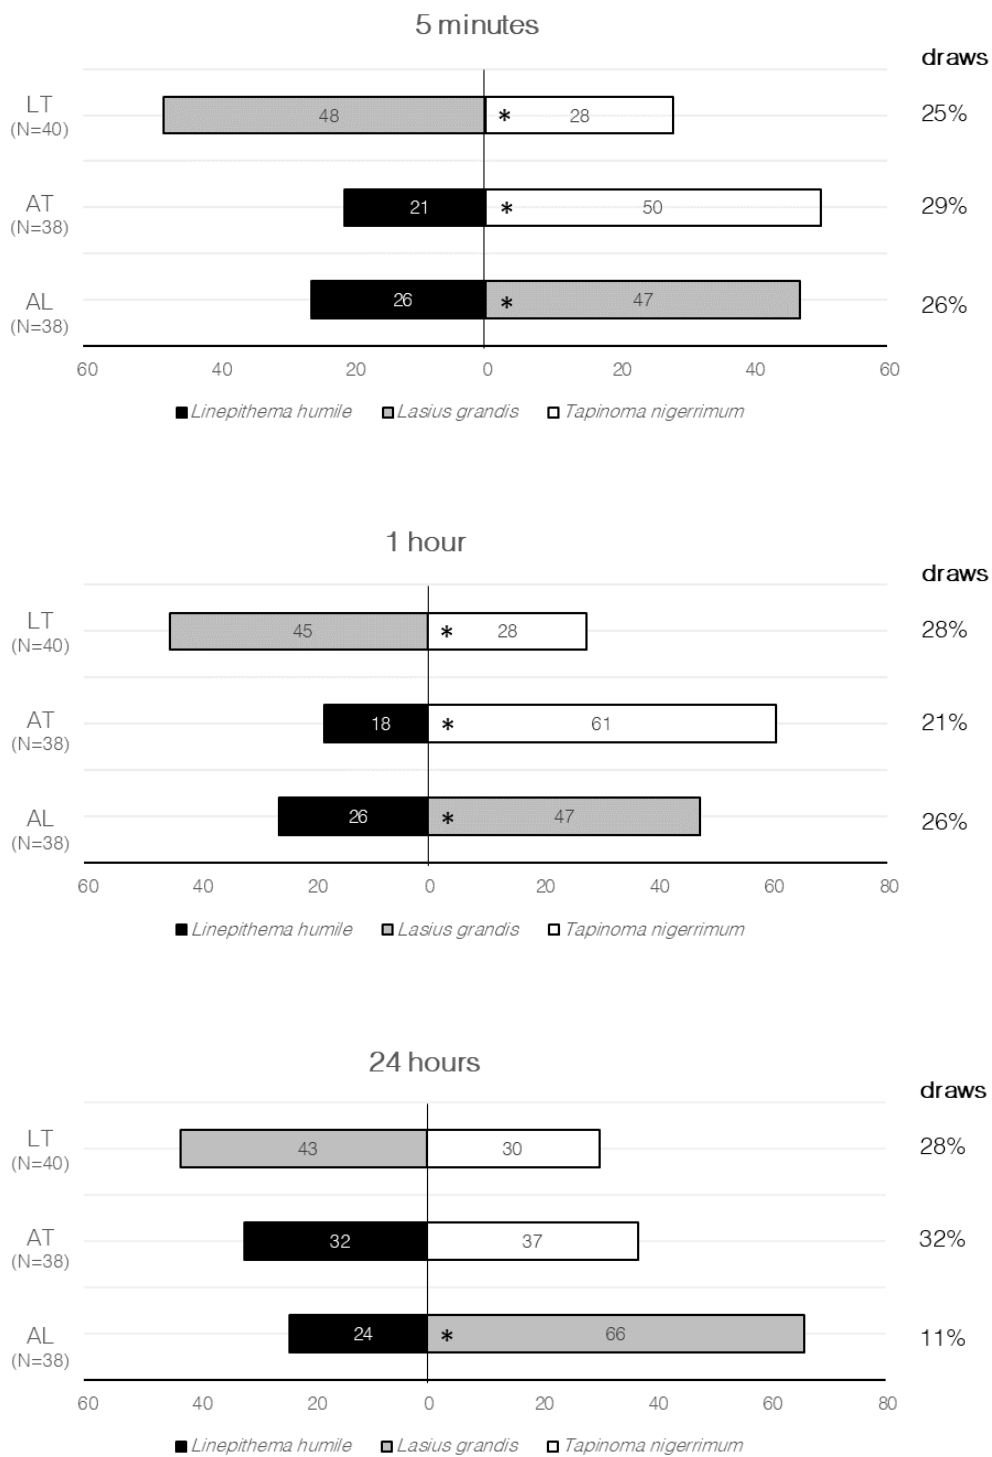 5 minutes
draws
LT
(N=40)
48 * 28 25%
AT
(N=38)
21 * 50 29%
AL
(N=38)
26 * 47 26%
60 40 20 0 20 40 60
Linepithema humile Lasius grandis Tapinoma nigerrimum
1 hour
draws
LT
(N=40)
45 * 28 28%
AT
(N=38)
18 * 61 21%
AL
(N=38)
26 * 47 26%
60 40 20 0 20 40 60 80
Linepithema humile Lasius grandis Tapinoma nigerrimum
24 hours
draws
LT
(N=40)
43 30 28%
AT
(N=38)
32 37 32%
AL
(N=38)
24 * 66 11%
60 40 20 0 20 40 60 80
Linepithema humile Lasius grandis Tapinoma nigerrimum